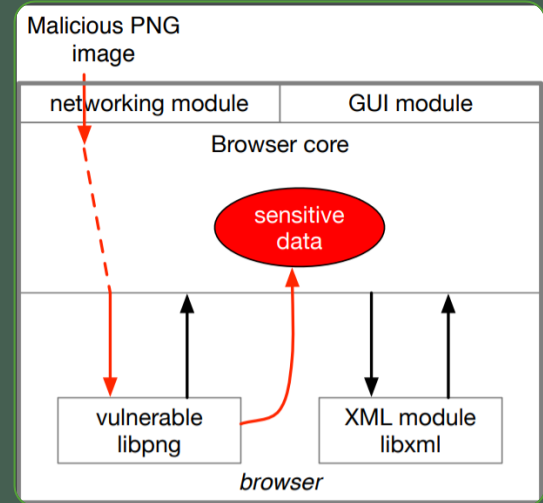 Malicious PNG
image
networking module
GUI module
Browser core
sensitive
data
vulnerable
libpng
XML module
libxml
browser